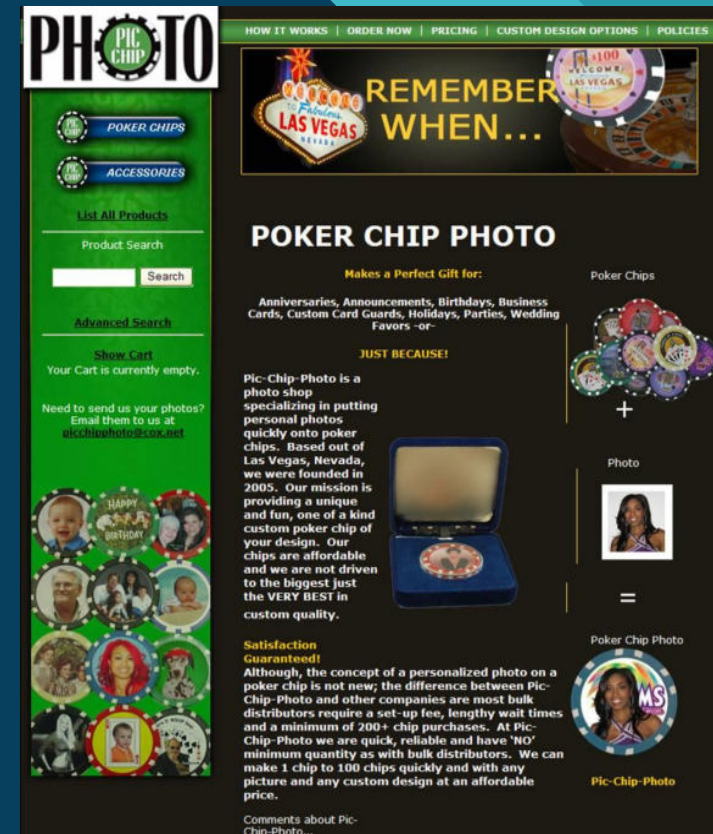 PHOTO
PIC
CHIP
HOW IT WORKS | ORDER NOW | PRICING | CUSTOM DESIGN OPTIONS | POLICIES
WELCOME
TO Fabulous
LAS VEGAS
NEVADA
REMEMBER
WHEN...
$100
WELCOME
LAS VEGAS
PIC
CHIP
POKER CHIPS
PIC
CHIP
ACCESSORIES
List All Products
Product Search
Search
Advanced Search
Show Cart
Your Cart is currently empty.
Need to send us your photos?
Email them to us at
picchipphoto@cox.net
HAPPY
BIRTHDAY
POKER CHIP PHOTO
Makes a Perfect Gift for:
Anniversaries, Announcements, Birthdays, Business
Cards, Custom Card Guards, Holidays, Parties, Wedding
Favors -or-
JUST BECAUSE!
Pic-Chip-Photo is a
photo shop
specializing in putting
personal photos
quickly onto poker
chips. Based out of
Las Vegas, Nevada,
we were founded in
2005. Our mission is
providing a unique
and fun, one of a kind
custom poker chip of
your design. Our
chips are affordable
and we are not driven
to the biggest just
the VERY BEST in
custom quality.
Satisfaction
Guaranteed!
Although, the concept of a personalized photo on a
poker chip is not new; the difference between Pic-
Chip-Photo and other companies are most bulk
distributors require a set-up fee, lengthy wait times
and a minimum of 200+ chip purchases. At Pic-
Chip-Photo we are quick, reliable and have ‘NO’
minimum quantity as with bulk distributors. We can
make 1 chip to 100 chips quickly and with any
picture and any custom design at an affordable
price.
Comments about Pic-
Chip-Photo...
Poker Chips
+
Photo
=
Poker Chip Photo
MS
Pic-Chip-Photo